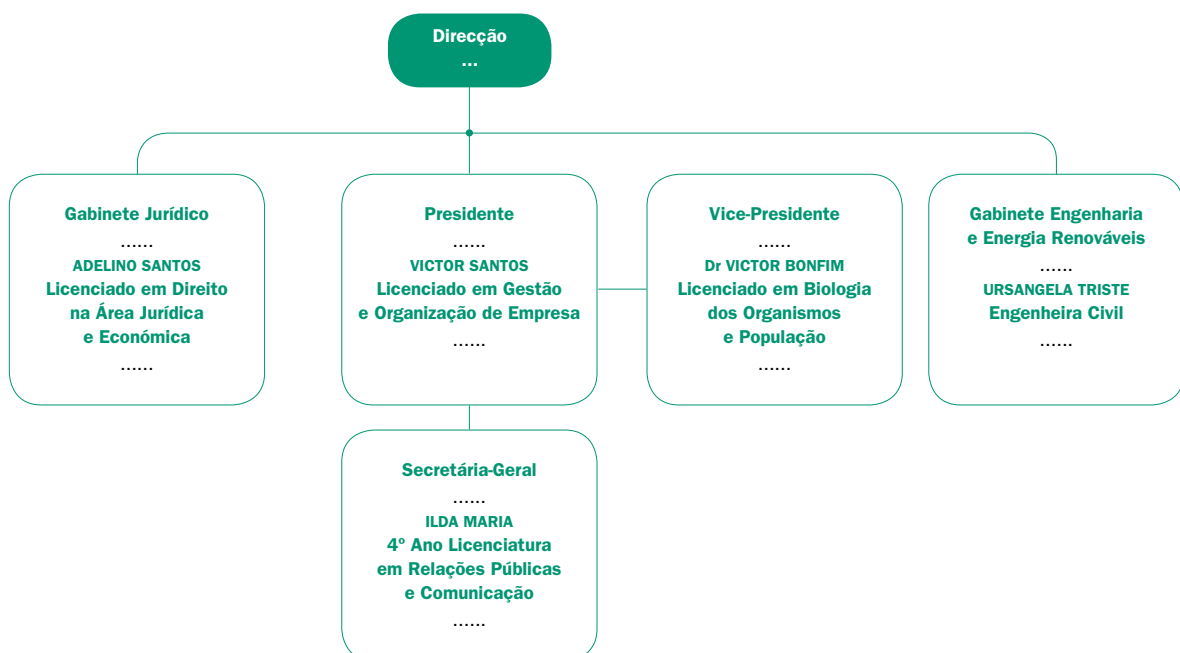 Direcção
...
Gabinete Jurídico
......
ADELINO SANTOS
Licenciado em Direito
na Área Jurídica
e Económica
......
Presidente
......
VICTOR SANTOS
Licenciado em Gestão
e Organização de Empresa
......
Vice-Presidente
......
Dr VICTOR BONFIM
Licenciado em Biologia
dos Organismos
e População
......
Gabinete Engenharia
e Energia Renováveis
......
URSANGELA TRISTE
Engenheira Civil
......
Secretária-Geral
......
ILDA MARIA
4º Ano Licenciatura
em Relações Públicas
e Comunicação
......